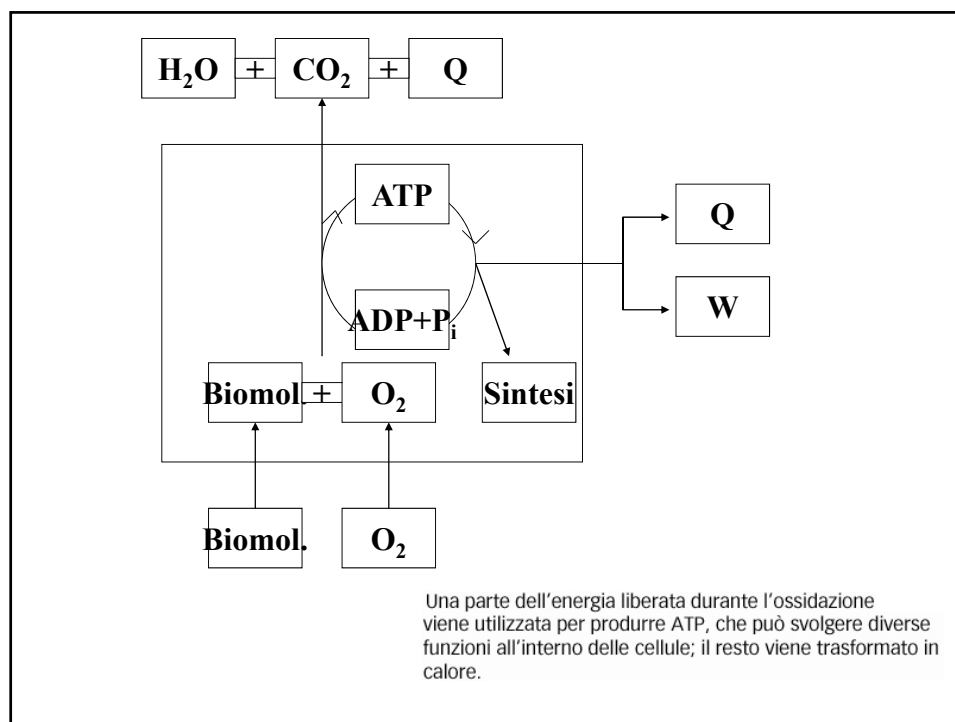 H₂O + CO₂ + Q
ATP
Q
ADP+Pᵢ
W
Biomol. + O₂
Sintesi
Biomol.
O₂
Una parte dell'energia liberata durante l'ossidazione
viene utilizzata per produrre ATP, che può svolgere diverse
funzioni all'interno delle cellule; il resto viene trasformato in
calore.